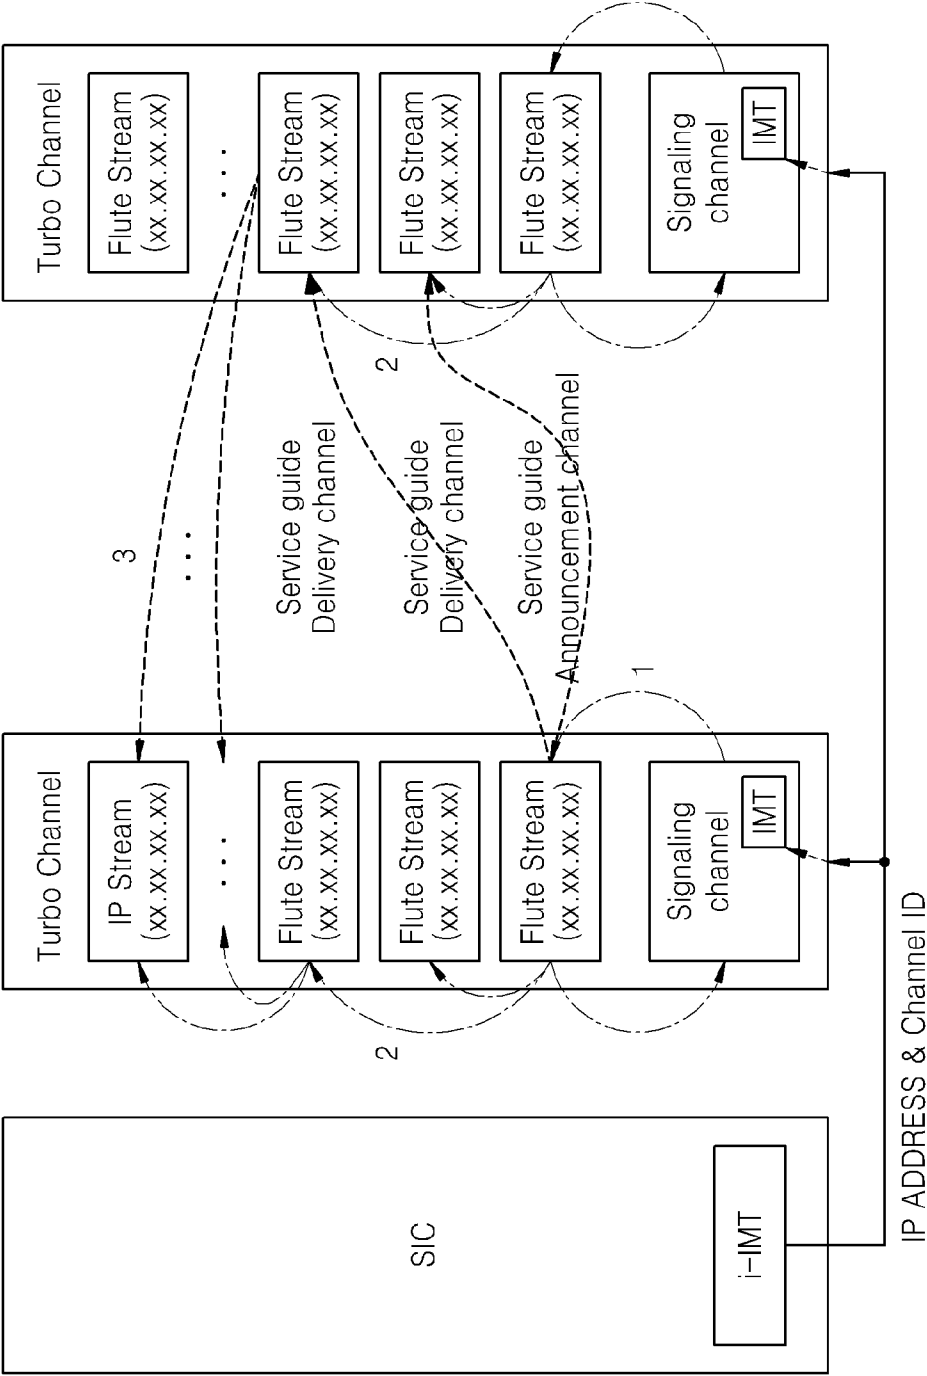 SIC
i-IMT
IP ADDRESS & Channel ID
Turbo Channel
IP Stream
(xx.xx.xx.xx)
...
Flute Stream
(xx.xx.xx.xx)
Flute Stream
(xx.xx.xx.xx)
Flute Stream
(xx.xx.xx.xx)
Signaling
channel
IMT
2
1
3
...
Service guide
Delivery channel
Service guide
Delivery channel
Service guide
Announcement channel
2
Turbo Channel
Flute Stream
(xx.xx.xx.xx)
...
Flute Stream
(xx.xx.xx.xx)
Flute Stream
(xx.xx.xx.xx)
Flute Stream
(xx.xx.xx.xx)
Signaling
channel
IMT